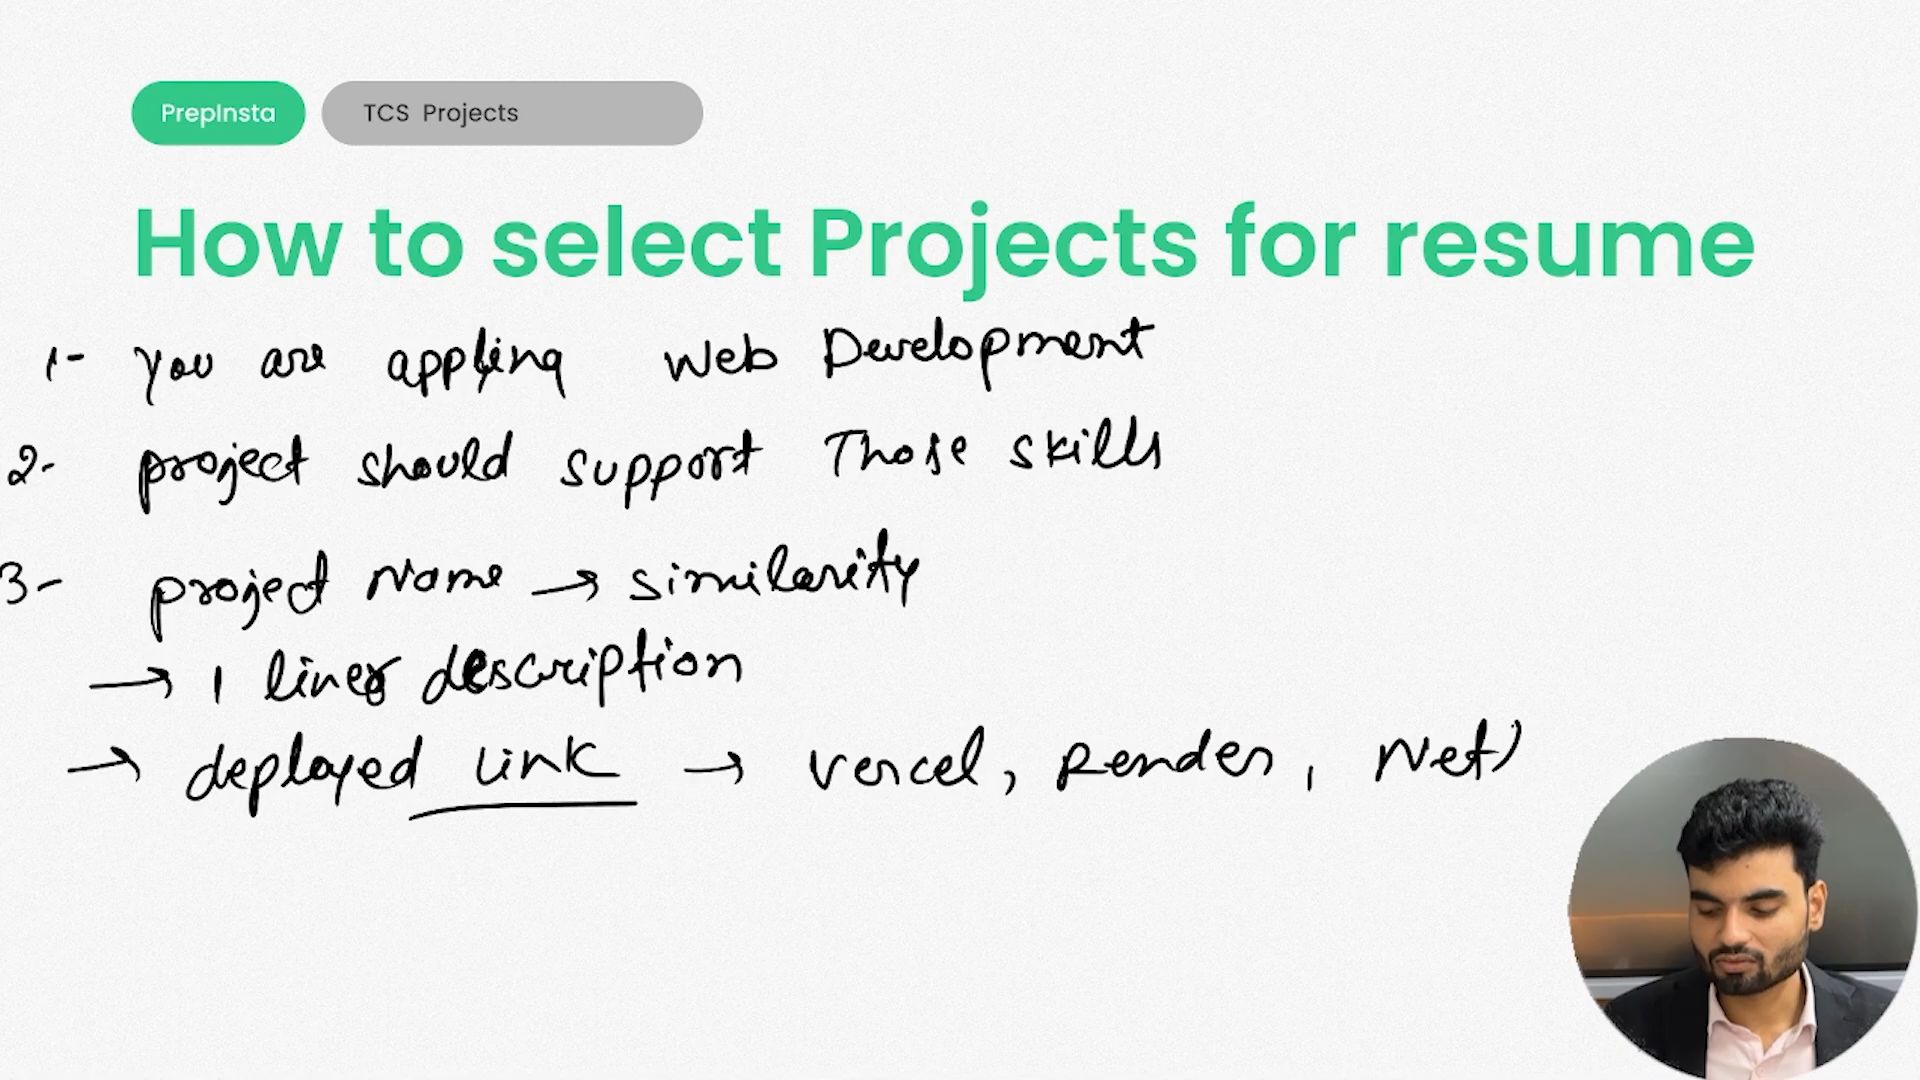 PrepInsta TCS Projects
How to select Projects for resume
1- You are appling Web Development
2- project should support Those skills
3- project Name → similarity
→ 1 liner description
→ deployed Link → vercel, Render, Net